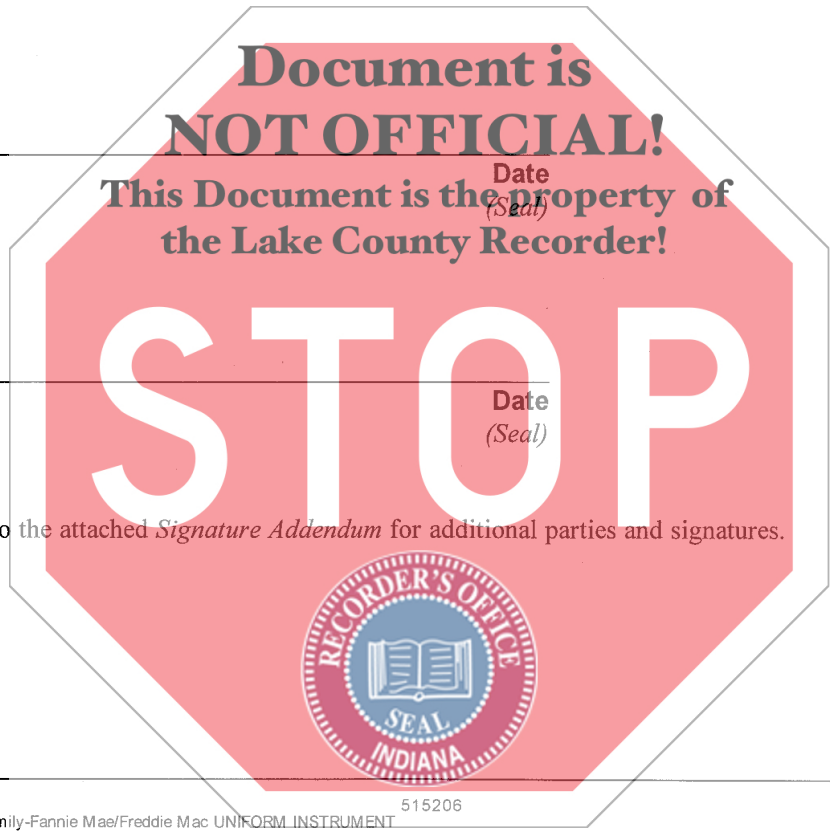 Document is
NOT OFFICIAL!
Date
This Document is the property of
(Seal)
the Lake County Recorder!
STOP
Date
(Seal)
o the attached Signature Addendum for additional parties and signatures.
RECORDER'S OFFICE
SEAL
INDIANA
515206
nily-Fannie Mae/Freddie Mac UNIFORM INSTRUMENT